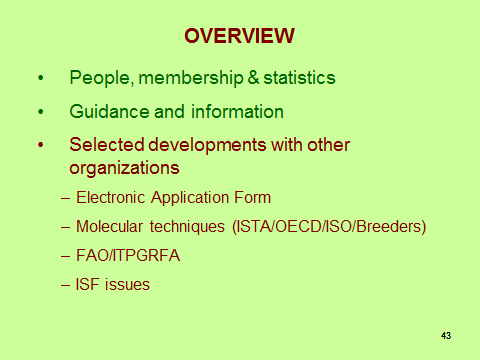 OVERVIEW
• People, membership & statistics
• Guidance and information
• Selected developments with other
organizations
– Electronic Application Form
– Molecular techniques (ISTA/OECD/ISO/Breeders)
– FAO/ITPGRFA
– ISF issues
43